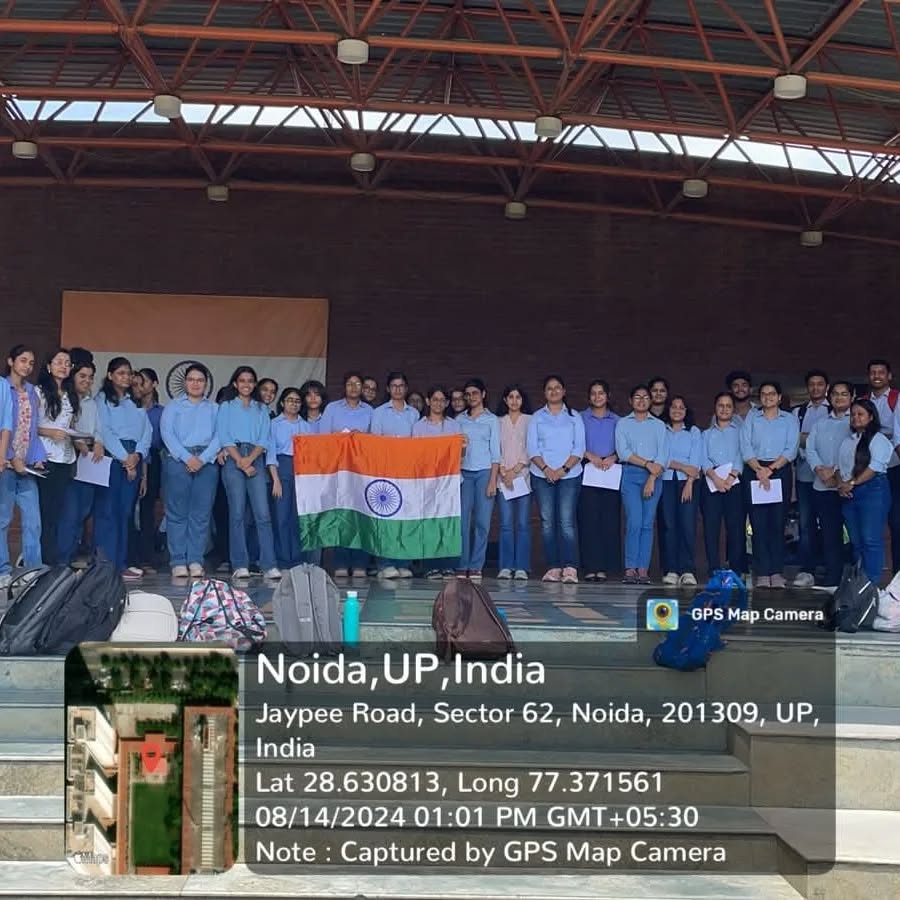 GPS Map Camera
Noida,UP,India
Jaypee Road, Sector 62, Noida, 201309, UP,
India
Lat 28.630813, Long 77.371561
08/14/2024 01:01 PM GMT+05:30
Note : Captured by GPS Map Camera